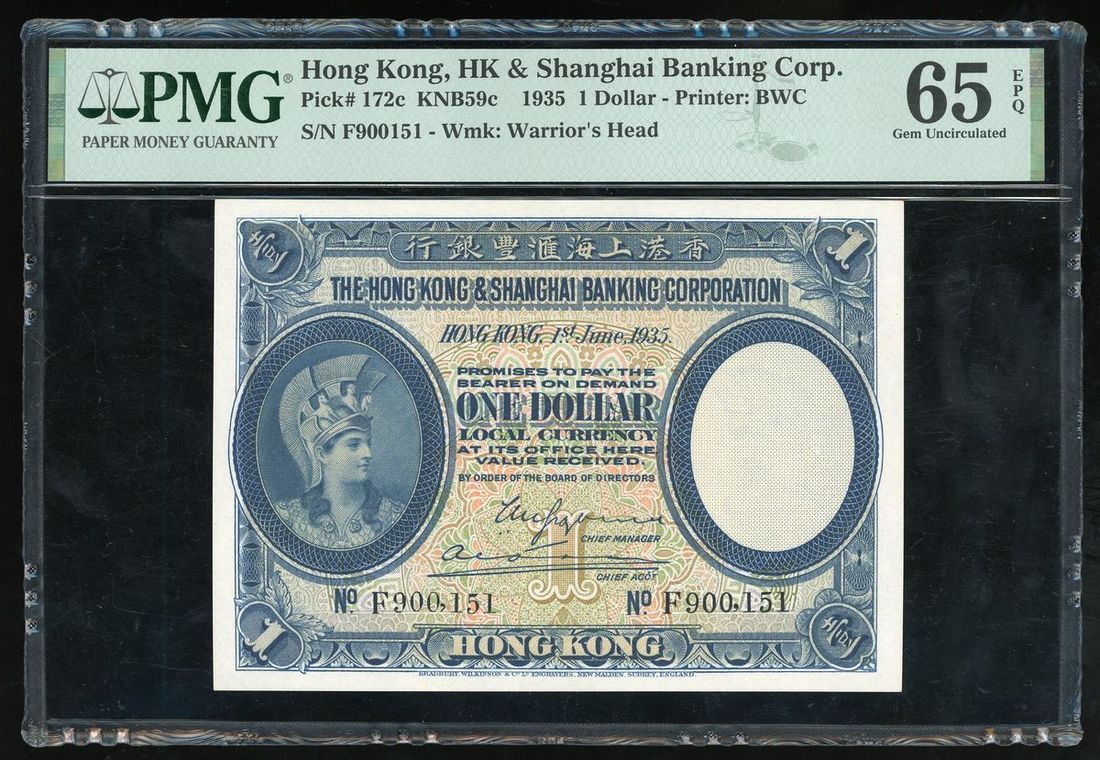 PMG®
PAPER MONEY GUARANTY
Hong Kong, HK & Shanghai Banking Corp.
Pick# 172c KNB59c 1935 1 Dollar - Printer: BWC
S/N F900151 - Wmk: Warrior's Head
65 EPQ
Gem Uncirculated
行銀豐滙海上港香
1
THE HONG KONG & SHANGHAI BANKING CORPORATION
HONG KONG, 1st June, 1935.
PROMISES TO PAY THE
BEARER ON DEMAND
ONE DOLLAR
LOCAL CURRENCY
AT ITS OFFICE HERE
VALUE RECEIVED.
BY ORDER OF THE BOARD OF DIRECTORS
CHIEF MANAGER
CHIEF ACCT
1
No. F900,151 No. F900,151
1
HONG KONG
BRADBURY, WILKINSON & Co Ld ENGRAVERS, NEW MALDEN, SURREY, ENGLAND.